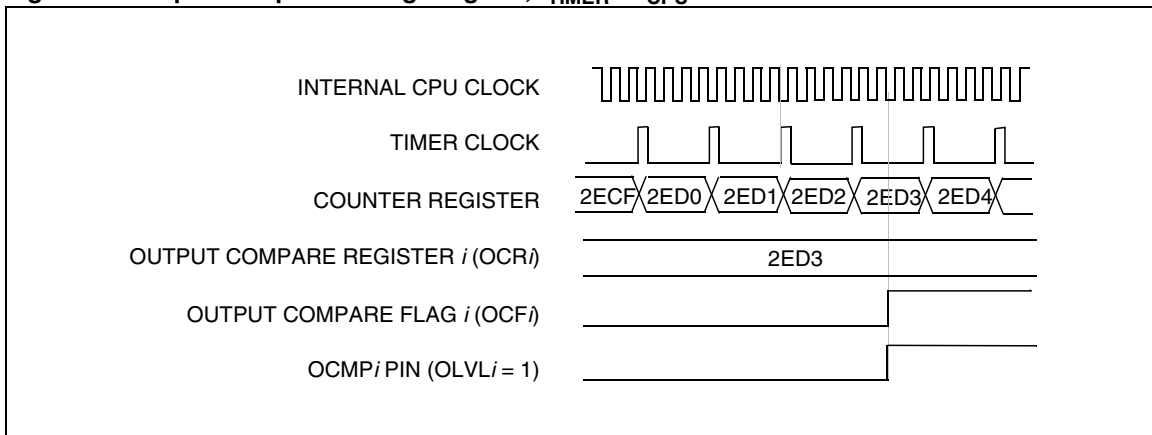 INTERNAL CPU CLOCK
TIMER CLOCK
COUNTER REGISTER 2ECF 2ED0 2ED1 2ED2 2ED3 2ED4
OUTPUT COMPARE REGISTER i (OCRi) 2ED3
OUTPUT COMPARE FLAG i (OCFi)
OCMPi PIN (OLVLi = 1)